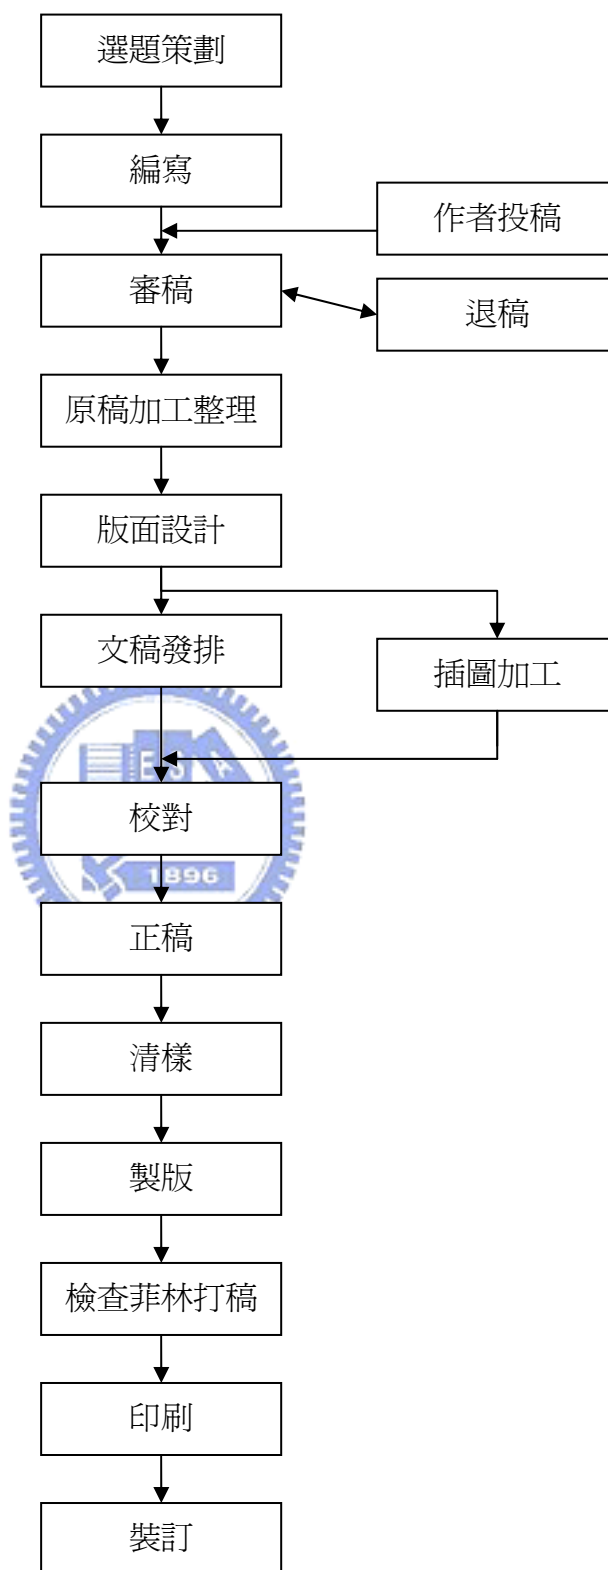 選題策劃
編寫
作者投稿
審稿
退稿
原稿加工整理
版面設計
文稿發排
插圖加工
E S A
校對
1896
正稿
清樣
製版
檢查菲林打稿
印刷
裝訂